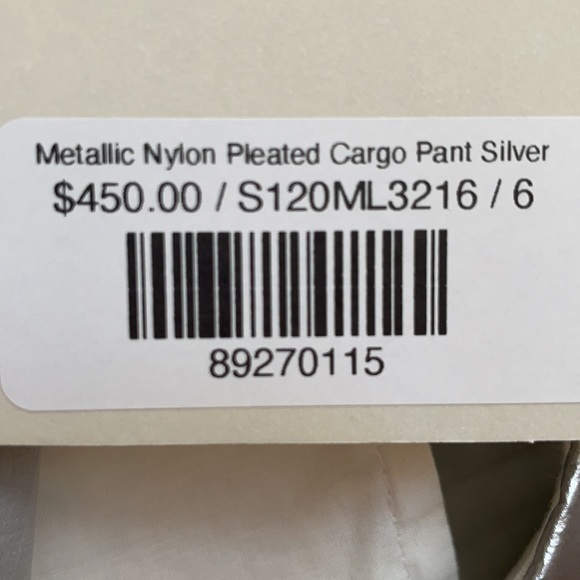 Metallic Nylon Pleated Cargo Pant Silver
$450.00 / S120ML3216 / 6
89270115